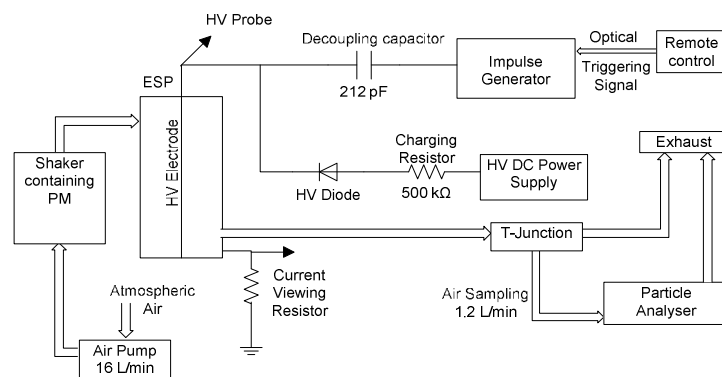 HV Probe
Decoupling capacitor
212 pF
Impulse
Generator
Optical
Triggering
Signal
Remote
control
ESP
HV Electrode
Shaker
containing
PM
HV Diode
Charging
Resistor
500 kΩ
HV DC Power
Supply
Exhaust
T-Junction
Current
Viewing
Resistor
Air Sampling
1.2 L/min
Particle
Analyser
Atmospheric
Air
Air Pump
16 L/min